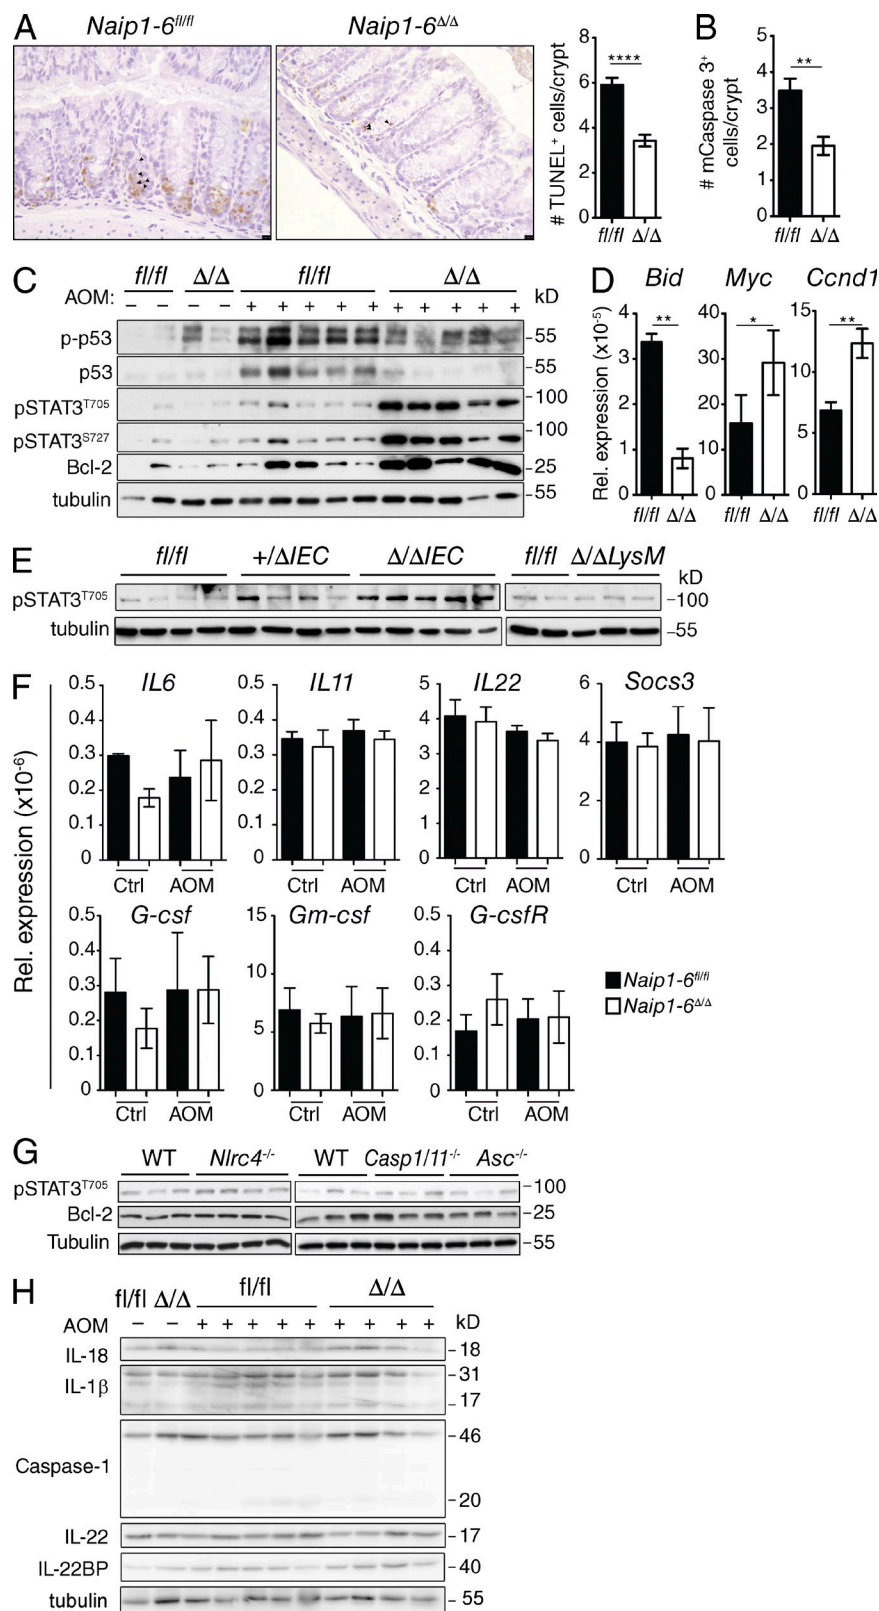 A
Naip1-6fl/fl
Naip1-6Δ/Δ
# TUNEL+ cells/crypt
8
6
4
2
0
****
fl/fl
Δ/Δ
B
# mCaspase 3+
cells/crypt
5
4
3
2
1
0
**
fl/fl
Δ/Δ
C
fl/fl Δ/Δ fl/fl Δ/Δ
AOM: – – – – + + + + + + + + + + kD
p-p53 -55
p53 -55
pSTAT3T705 -100
pSTAT3S727 -100
Bcl-2 -25
tubulin -55
D
Bid Myc Ccnd1
Rel. expression (x10-5)
4
3
2
1
0
**
fl/fl
Δ/Δ
40
30
20
10
0
*
fl/fl
Δ/Δ
15
10
5
0
**
fl/fl
Δ/Δ
E
fl/fl +/ΔIEC Δ/ΔIEC fl/fl Δ/ΔLysM
kD
pSTAT3T705 -100
tubulin -55
F
Rel. expression (x10-6)
IL6
0.5
0.4
0.3
0.2
0.1
0
Ctrl AOM
IL11
0.5
0.4
0.3
0.2
0.1
0
Ctrl AOM
IL22
5
4
3
2
1
0
Ctrl AOM
Socs3
6
4
2
0
Ctrl AOM
G-csf
0.5
0.4
0.3
0.2
0.1
0
Ctrl AOM
Gm-csf
15
10
5
0
Ctrl AOM
G-csfR
0.5
0.4
0.3
0.2
0.1
0
Ctrl AOM
Naip1-6fl/fl
Naip1-6Δ/Δ
G
WT Nlrc4-/- WT Casp1/11-/- Asc-/-
pSTAT3T705 -100
Bcl-2 -25
Tubulin -55
H
fl/fl Δ/Δ fl/fl Δ/Δ
AOM – – + + + + + + + + + kD
IL-18 - 18
IL-1β - 31
- 17
Caspase-1 - 46
- 20
IL-22 - 17
IL-22BP - 40
tubulin - 55